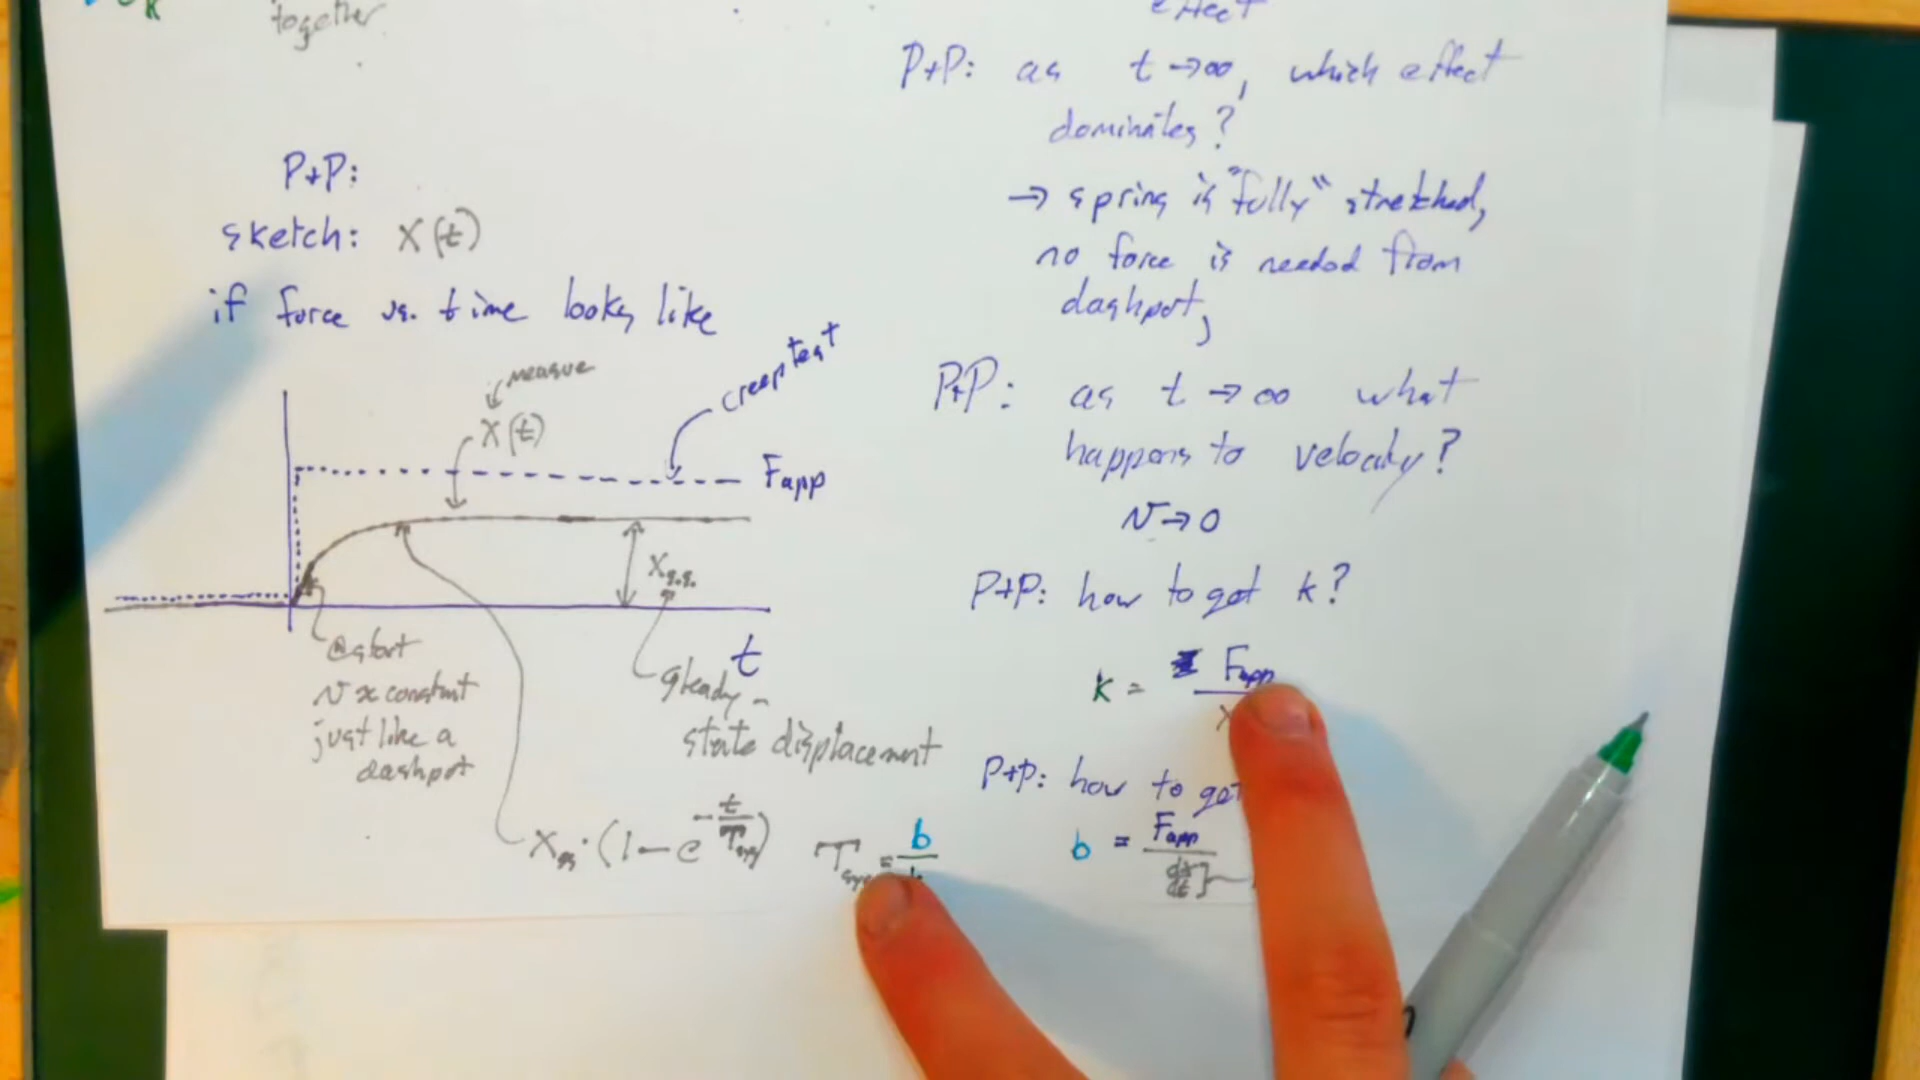 k
together
P+P:
sketch: X(t)
if force vs. time looks like
measure
X(t)
creep test
Fapp
Xs.s.
t
@start
v ≈ constant
just like a
dashpot
steady-
state displacement
Xss·(1-e^-t/Tsys)
Tsys = b
effect
P+P: as t→∞, which effect
dominates?
→ spring is "fully" stretched,
no force is needed from
dashpot,
P+P: as t→∞ what
happens to velocity?
v→0
P+P: how to get k?
k = Fapp
P+P: how to get
b = Fapp
dx
dt